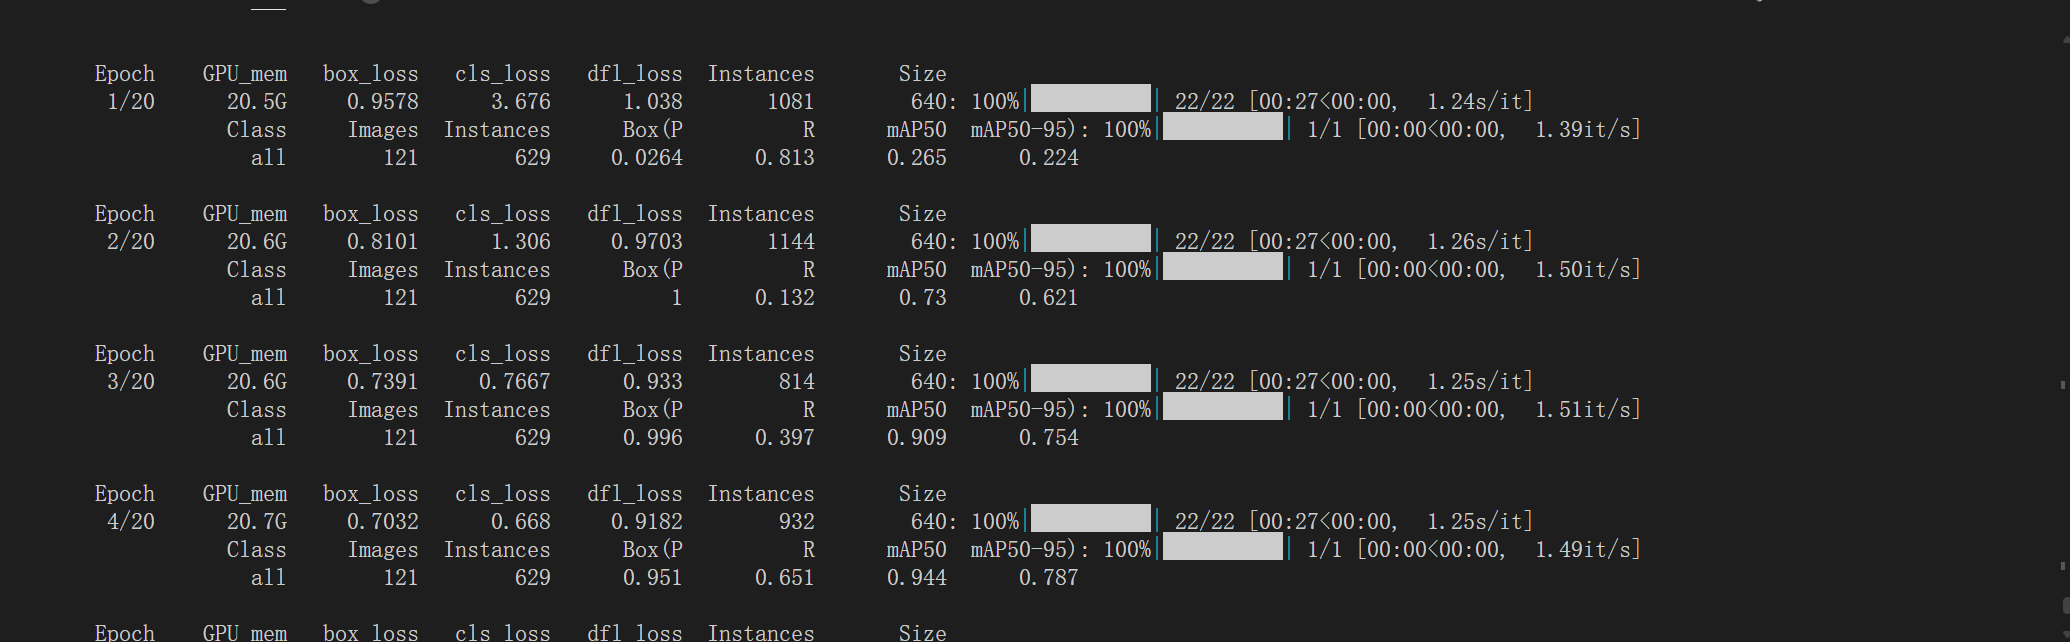 Epoch GPU_mem box_loss cls_loss dfl_loss Instances Size
1/20 20.5G 0.9578 3.676 1.038 1081 640: 100%| | 22/22 [00:27<00:00, 1.24s/it]
Class Images Instances Box(P R mAP50 mAP50-95): 100%| | 1/1 [00:00<00:00, 1.39it/s]
all 121 629 0.0264 0.813 0.265 0.224
Epoch GPU_mem box_loss cls_loss dfl_loss Instances Size
2/20 20.6G 0.8101 1.306 0.9703 1144 640: 100%| | 22/22 [00:27<00:00, 1.26s/it]
Class Images Instances Box(P R mAP50 mAP50-95): 100%| | 1/1 [00:00<00:00, 1.50it/s]
all 121 629 1 0.132 0.73 0.621
Epoch GPU_mem box_loss cls_loss dfl_loss Instances Size
3/20 20.6G 0.7391 0.7667 0.933 814 640: 100%| | 22/22 [00:27<00:00, 1.25s/it]
Class Images Instances Box(P R mAP50 mAP50-95): 100%| | 1/1 [00:00<00:00, 1.51it/s]
all 121 629 0.996 0.397 0.909 0.754
Epoch GPU_mem box_loss cls_loss dfl_loss Instances Size
4/20 20.7G 0.7032 0.668 0.9182 932 640: 100%| | 22/22 [00:27<00:00, 1.25s/it]
Class Images Instances Box(P R mAP50 mAP50-95): 100%| | 1/1 [00:00<00:00, 1.49it/s]
all 121 629 0.951 0.651 0.944 0.787
Epoch GPU_mem box_loss cls_loss dfl_loss Instances Size